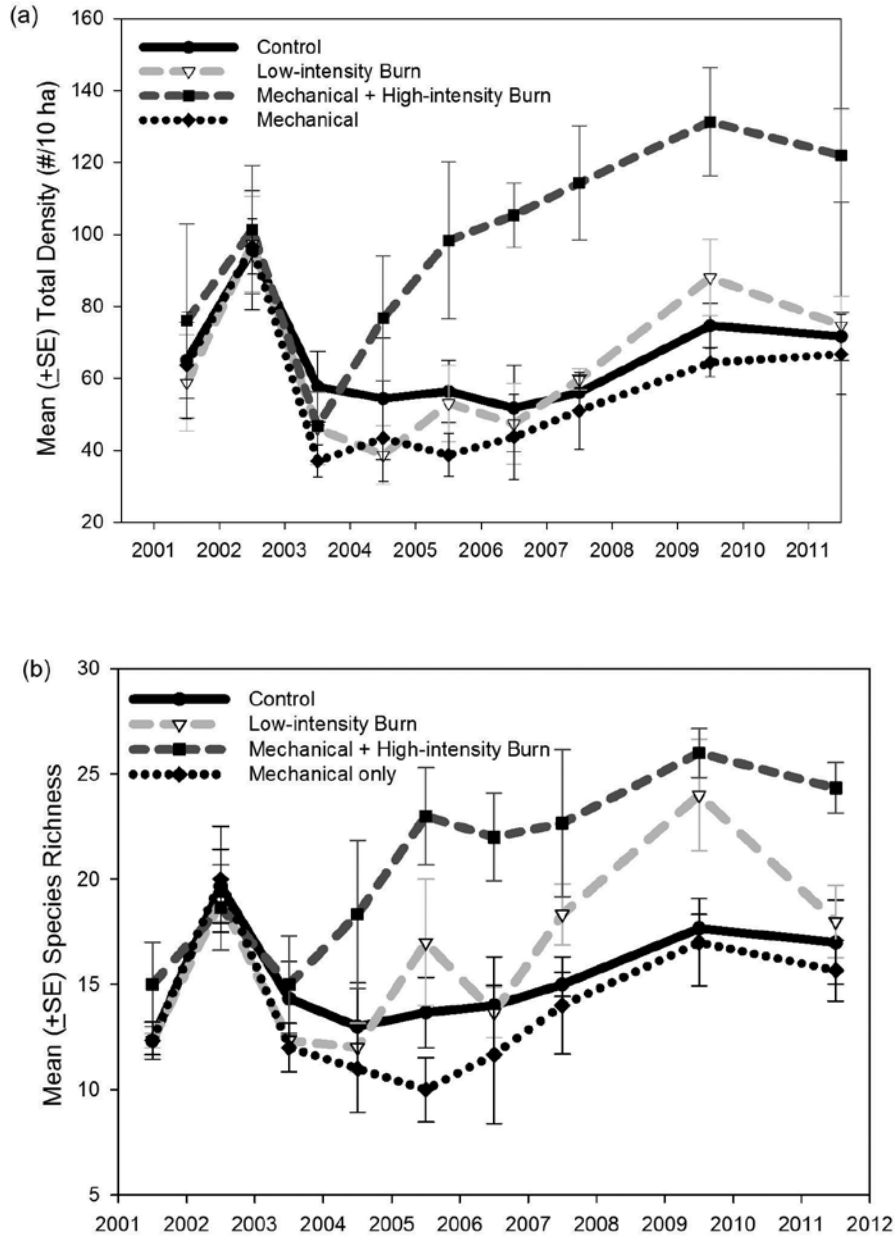 (a)
160
140
120
100
80
60
40
20
Mean (±SE) Total Density (#/10 ha)
Control
Low-intensity Burn
Mechanical + High-intensity Burn
Mechanical
2001 2002 2003 2004 2005 2006 2007 2008 2009 2010 2011
(b)
30
25
20
15
10
5
Mean (±SE) Species Richness
Control
Low-intensity Burn
Mechanical + High-intensity Burn
Mechanical only
2001 2002 2003 2004 2005 2006 2007 2008 2009 2010 2011 2012